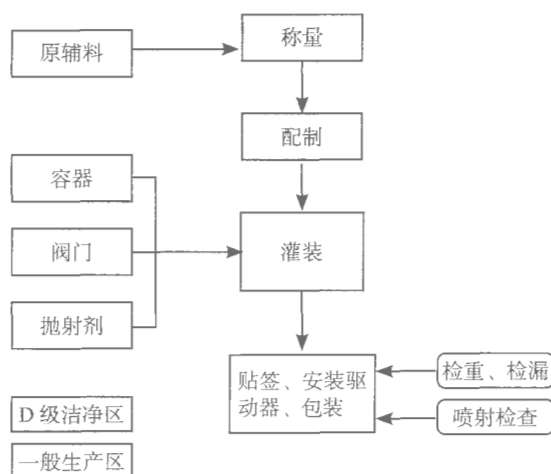 原辅料
称量
配制
容器
阀门
抛射剂
灌装
贴签、安装驱
动器、包装
检重、检漏
喷射检查
D 级洁净区
一般生产区